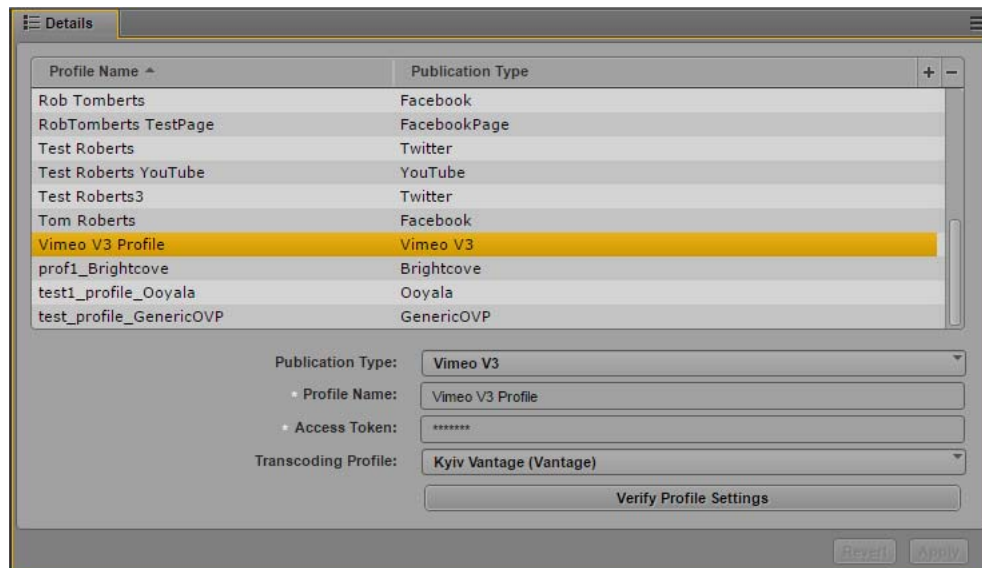 Details
Profile Name Publication Type + −
Rob Tomberts Facebook
RobTomberts TestPage FacebookPage
Test Roberts Twitter
Test Roberts YouTube YouTube
Test Roberts3 Twitter
Tom Roberts Facebook
Vimeo V3 Profile Vimeo V3
prof1_Brightcove Brightcove
test1_profile_Ooyala Ooyala
test_profile_GenericOVP GenericOVP
Publication Type: Vimeo V3
Profile Name: Vimeo V3 Profile
Access Token: *******
Transcoding Profile: Kyiv Vantage (Vantage)
Verify Profile Settings
Revert Apply